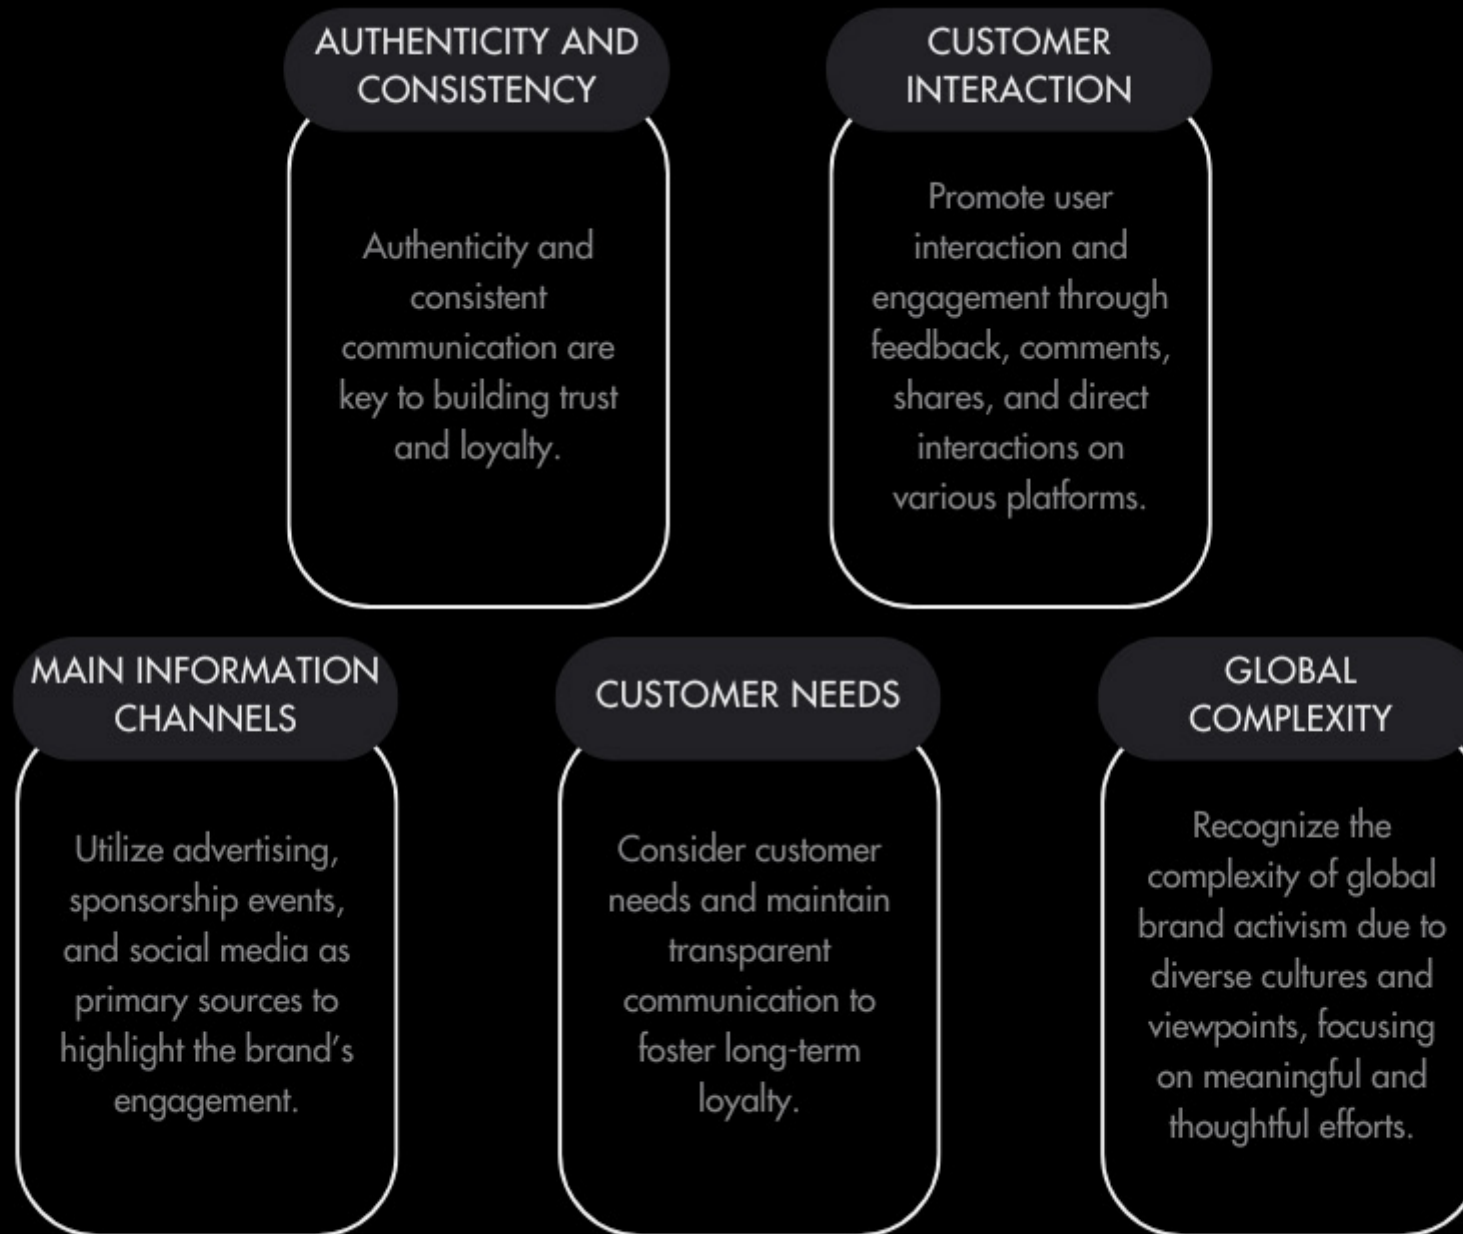 AUTHENTICITY AND
CONSISTENCY
Authenticity and
consistent
communication are
key to building trust
and loyalty.
CUSTOMER
INTERACTION
Promote user
interaction and
engagement through
feedback, comments,
shares, and direct
interactions on
various platforms.
MAIN INFORMATION
CHANNELS
Utilize advertising,
sponsorship events,
and social media as
primary sources to
highlight the brand’s
engagement.
CUSTOMER NEEDS
Consider customer
needs and maintain
transparent
communication to
foster long-term
loyalty.
GLOBAL
COMPLEXITY
Recognize the
complexity of global
brand activism due to
diverse cultures and
viewpoints, focusing
on meaningful and
thoughtful efforts.